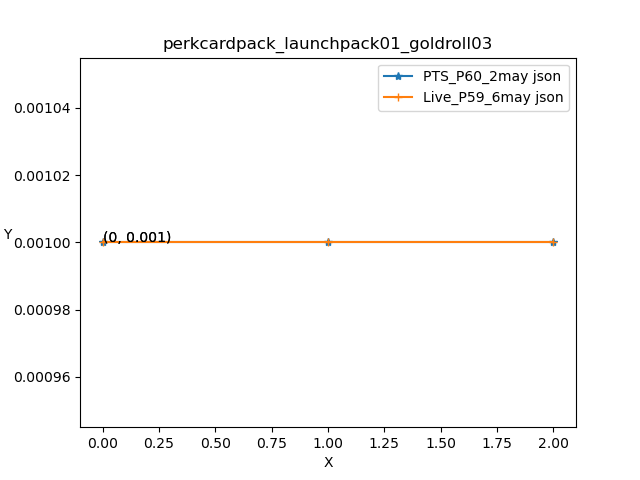 perkcardpack_launchpack01_goldroll03
PTS_P60_2may json
Live_P59_6may json
0.00104
0.00102
Y
0.00100
0.00098
0.00096
(0, 0.001)
0.00 0.25 0.50 0.75 1.00 1.25 1.50 1.75 2.00
X